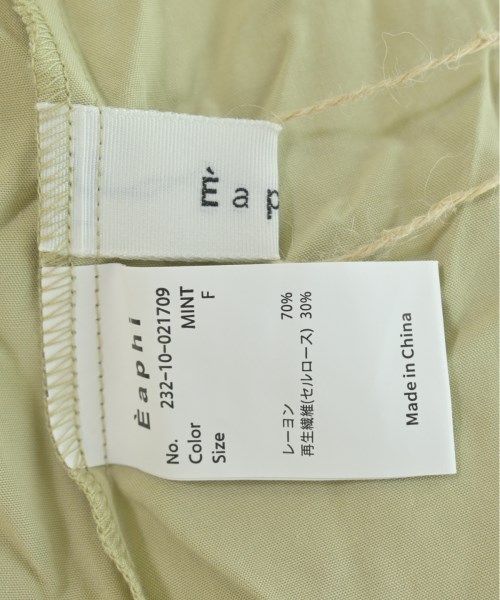 Èaphi
No. 232-10-021709
Color MINT
Size F
レーヨン 70%
再生繊維(セルロース) 30%
Made in China